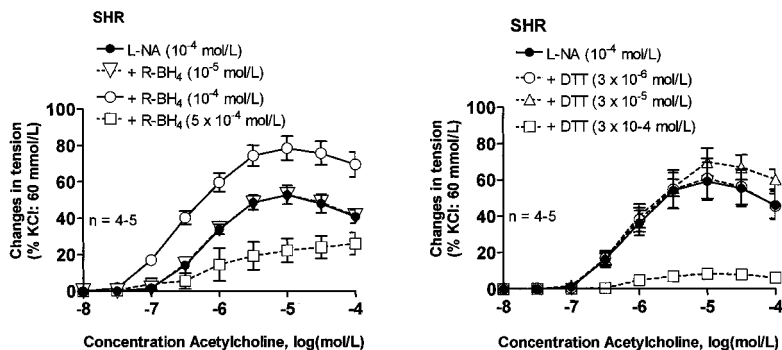 SHR
L-NA (10-4 mol/L)
+ R-BH4 (10-5 mol/L)
+ R-BH4 (10-4 mol/L)
+ R-BH4 (5 x 10-4 mol/L)
Changes in tension
(% KCl: 60 mmol/L)
100
80
60
40
20
0
n = 4-5
-8
-7
-6
-5
-4
Concentration Acetylcholine, log(mol/L)
SHR
L-NA (10-4 mol/L)
+ DTT (3 x 10-6 mol/L)
+ DTT (3 x 10-5 mol/L)
+ DTT (3 x 10-4 mol/L)
Changes in tension
(% KCl: 60 mmol/L)
100
80
60
40
20
0
n = 4-5
-8
-7
-6
-5
-4
Concentration Acetylcholine, log(mol/L)